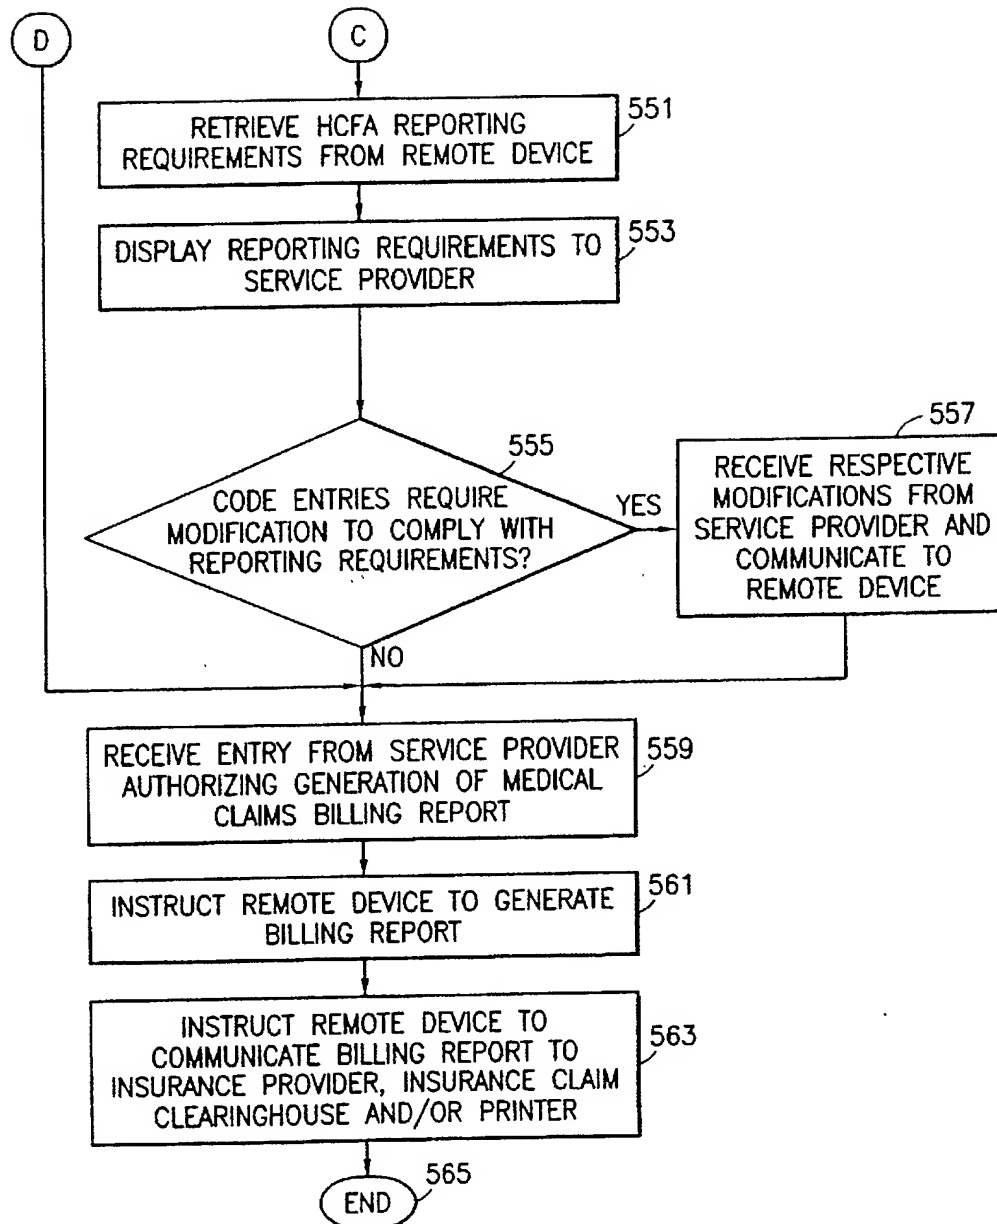 D
C
RETRIEVE HCFA REPORTING
REQUIREMENTS FROM REMOTE DEVICE
551
DISPLAY REPORTING REQUIREMENTS TO
SERVICE PROVIDER
553
CODE ENTRIES REQUIRE
MODIFICATION TO COMPLY WITH
REPORTING REQUIREMENTS?
555
YES
557
RECEIVE RESPECTIVE
MODIFICATIONS FROM
SERVICE PROVIDER AND
COMMUNICATE TO
REMOTE DEVICE
NO
RECEIVE ENTRY FROM SERVICE PROVIDER
AUTHORIZING GENERATION OF MEDICAL
CLAIMS BILLING REPORT
559
INSTRUCT REMOTE DEVICE TO GENERATE
BILLING REPORT
561
INSTRUCT REMOTE DEVICE TO
COMMUNICATE BILLING REPORT TO
INSURANCE PROVIDER, INSURANCE CLAIM
CLEARINGHOUSE AND/OR PRINTER
563
END
565